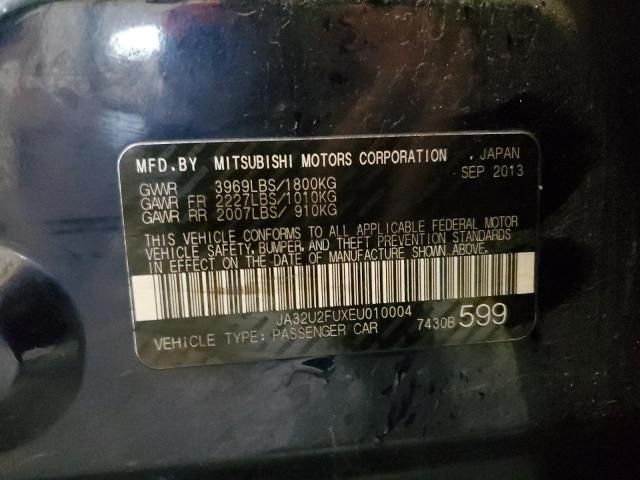 MFD.BY MITSUBISHI MOTORS CORPORATION , JAPAN
SEP 2013
GVWR 3969LBS/1800KG
GAWR FR 2227LBS/1010KG
GAWR RR 2007LBS/ 910KG
THIS VEHICLE CONFORMS TO ALL APPLICABLE FEDERAL MOTOR
VEHICLE SAFETY, BUMPER, AND THEFT PREVENTION STANDARDS
IN EFFECT ON THE DATE OF MANUFACTURE SHOWN ABOVE.
JA32U2FUXEU010004
VEHICLE TYPE: PASSENGER CAR 7430B 599